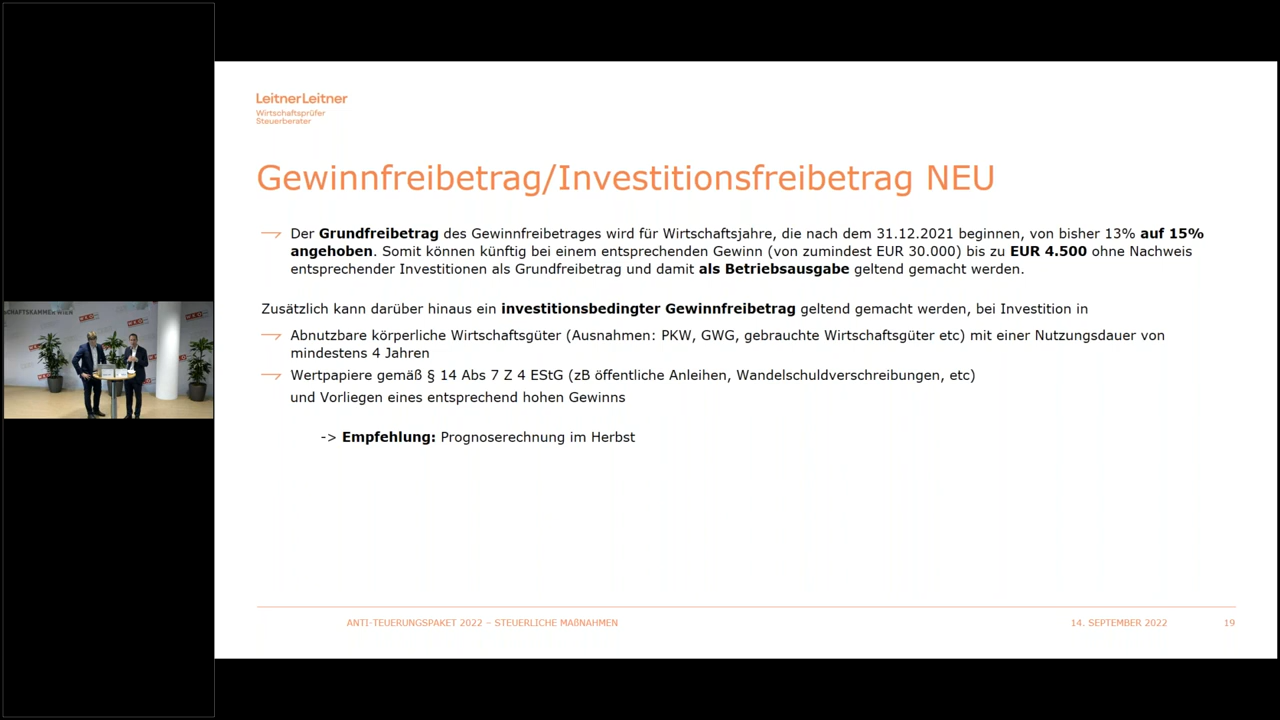 LeitnerLeitner
Wirtschaftsprüfer
Steuerberater
Gewinnfreibetrag/Investitionsfreibetrag NEU
Der Grundfreibetrag des Gewinnfreibetrages wird für Wirtschaftsjahre, die nach dem 31.12.2021 beginnen, von bisher 13% auf 15%
angehoben. Somit können künftig bei einem entsprechenden Gewinn (von zumindest EUR 30.000) bis zu EUR 4.500 ohne Nachweis
entsprechender Investitionen als Grundfreibetrag und damit als Betriebsausgabe geltend gemacht werden.
Zusätzlich kann darüber hinaus ein investitionsbedingter Gewinnfreibetrag geltend gemacht werden, bei Investition in
Abnutzbare körperliche Wirtschaftsgüter (Ausnahmen: PKW, GWG, gebrauchte Wirtschaftsgüter etc) mit einer Nutzungsdauer von
mindestens 4 Jahren
Wertpapiere gemäß § 14 Abs 7 Z 4 EStG (zB öffentliche Anleihen, Wandelschuldverschreibungen, etc)
und Vorliegen eines entsprechend hohen Gewinns
-> Empfehlung: Prognoserechnung im Herbst
ANTI-TEUERUNGSPAKET 2022 – STEUERLICHE MAßNAHMEN
14. SEPTEMBER 2022
19